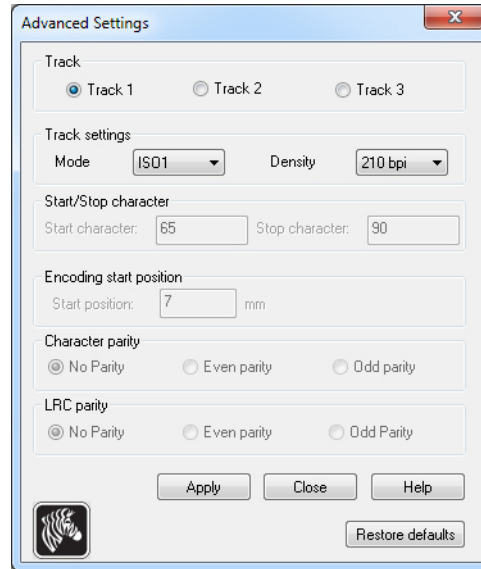 Advanced Settings
Track
Track 1 Track 2 Track 3
Track settings
Mode ISO1 Density 210 bpi
Start/Stop character
Start character: 65 Stop character: 90
Encoding start position
Start position: 7 mm
Character parity
No Parity Even parity Odd parity
LRC parity
No Parity Even parity Odd Parity
Apply Close Help
Restore defaults